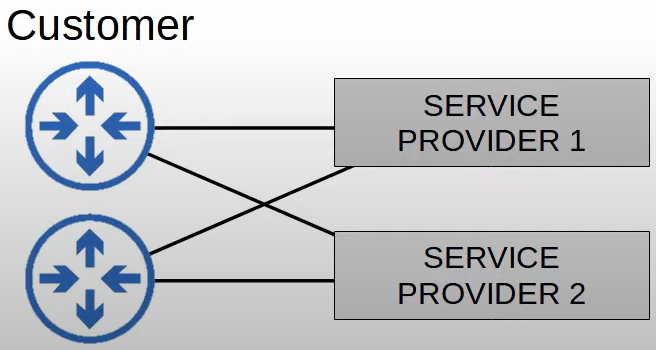 Customer
SERVICE
PROVIDER 1
SERVICE
PROVIDER 2